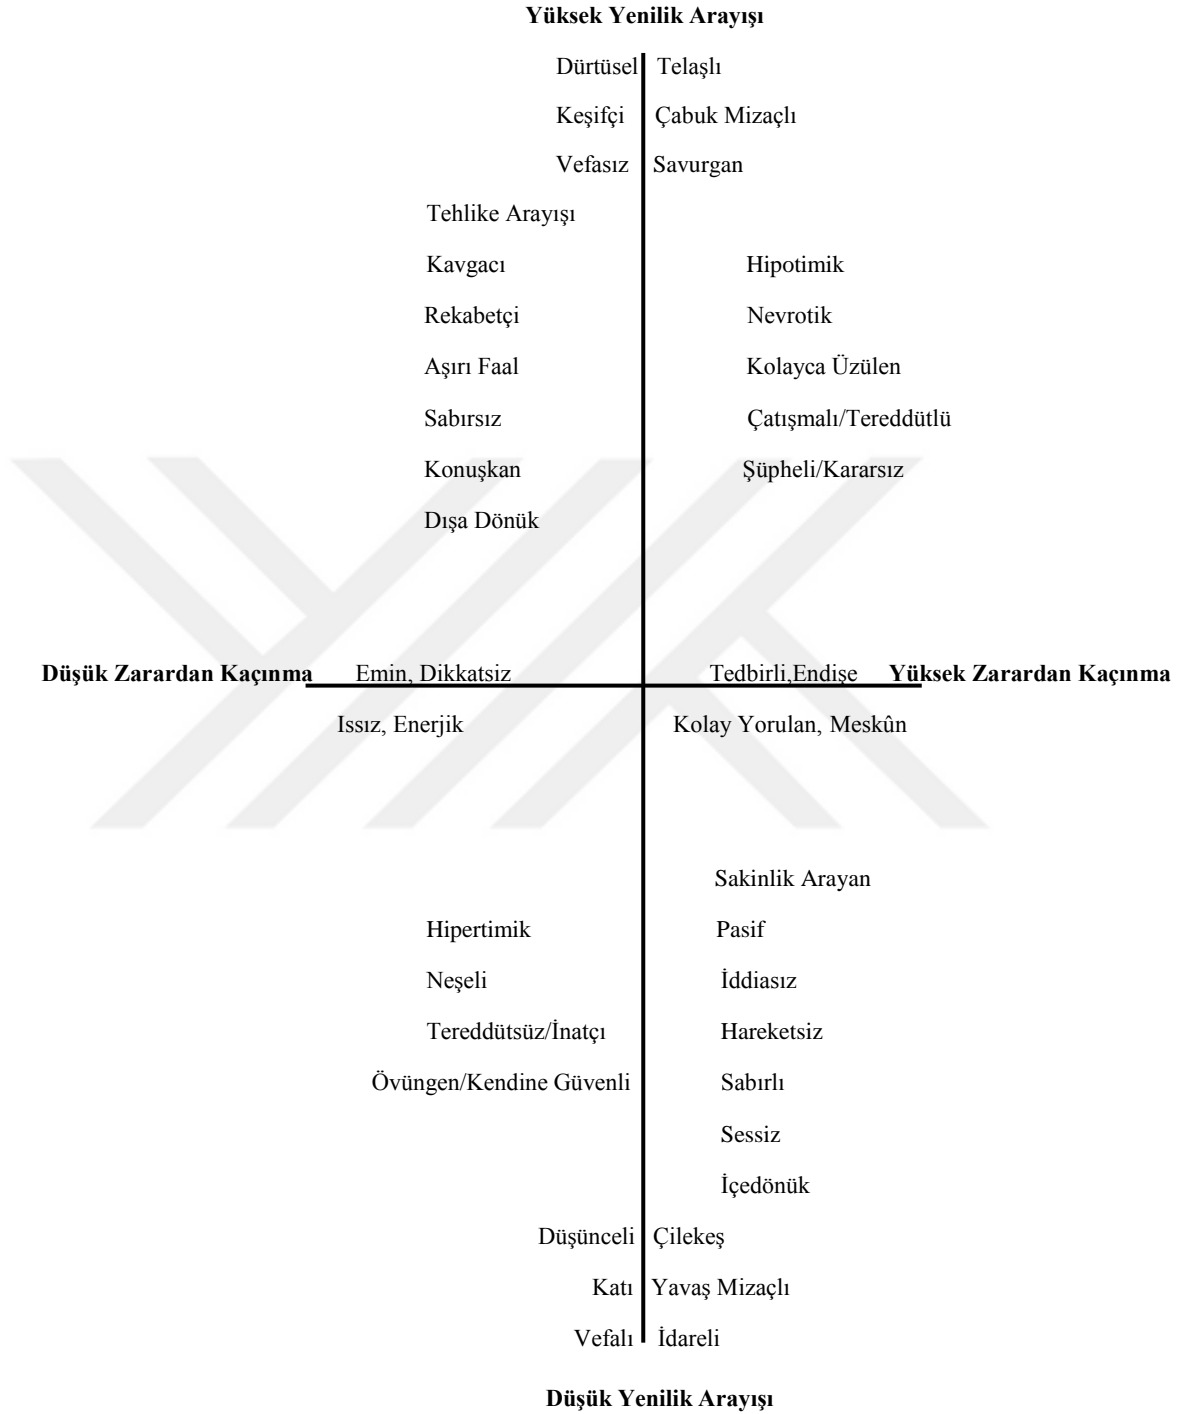 Yüksek Yenilik Arayışı
Dürtüsel Telaşlı
Keşifçi Çabuk Mizaçlı
Vefasız Savurgan
Tehlike Arayışı
Kavgacı Hipotimik
Rekabetçi Nevrotik
Aşırı Faal Kolayca Üzülen
Sabırsız Çatışmalı/Tereddütlü
Konuşkan Şüpheli/Kararsız
Dışa Dönük
Düşük Zarardan Kaçınma Emin, Dikkatsiz Tedbirli,Endişe Yüksek Zarardan Kaçınma
Issız, Enerjik Kolay Yorulan, Meskûn
Sakinlik Arayan
Hipertimik Pasif
Neşeli İddiasız
Tereddütsüz/İnatçı Hareketsiz
Övüngen/Kendine Güvenli Sabırlı
Sessiz
İçedönük
Düşünceli Çilekeş
Katı Yavaş Mizaçlı
Vefalı İdareli
Düşük Yenilik Arayışı